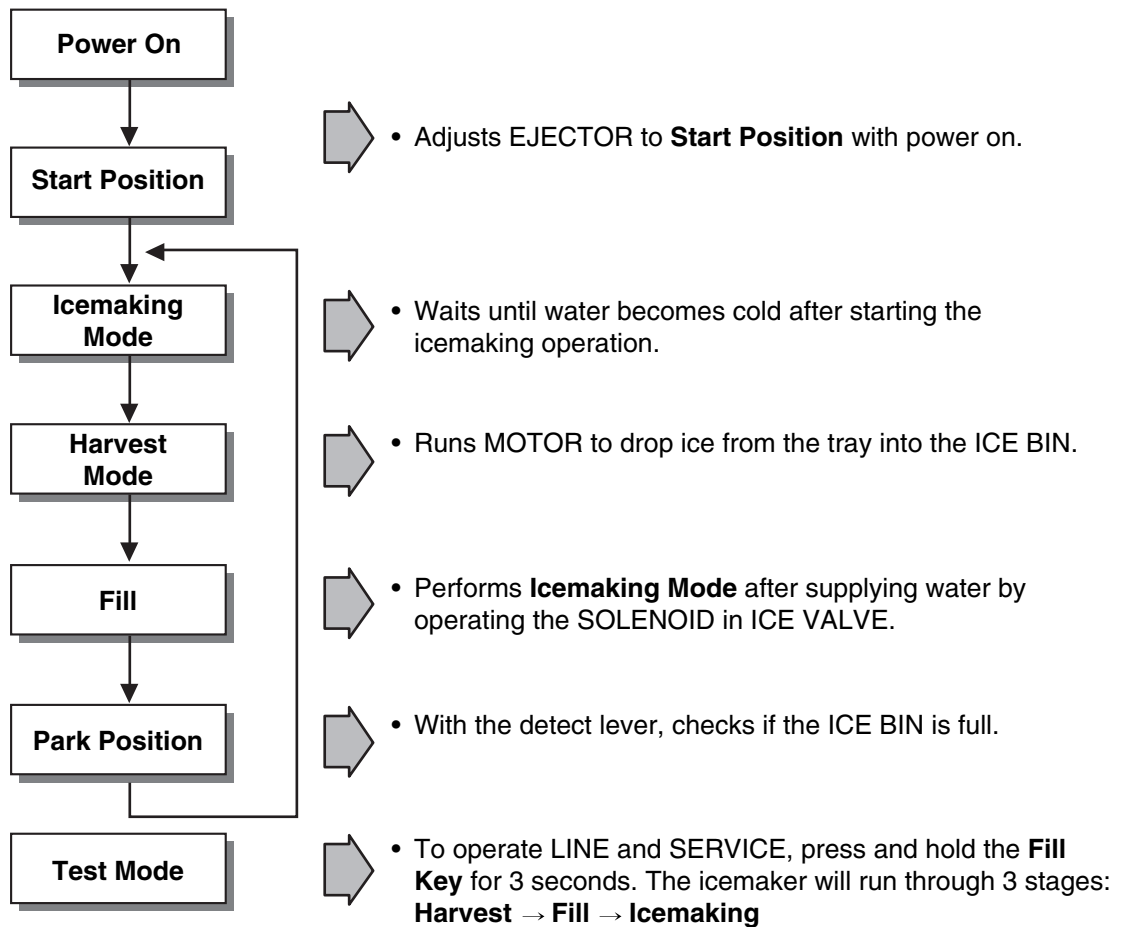 Power On
• Adjusts EJECTOR to Start Position with power on.
Start Position
Icemaking
Mode
• Waits until water becomes cold after starting the
icemaking operation.
Harvest
Mode
• Runs MOTOR to drop ice from the tray into the ICE BIN.
Fill
• Performs Icemaking Mode after supplying water by
operating the SOLENOID in ICE VALVE.
Park Position
• With the detect lever, checks if the ICE BIN is full.
Test Mode
• To operate LINE and SERVICE, press and hold the Fill
Key for 3 seconds. The icemaker will run through 3 stages:
Harvest → Fill → Icemaking